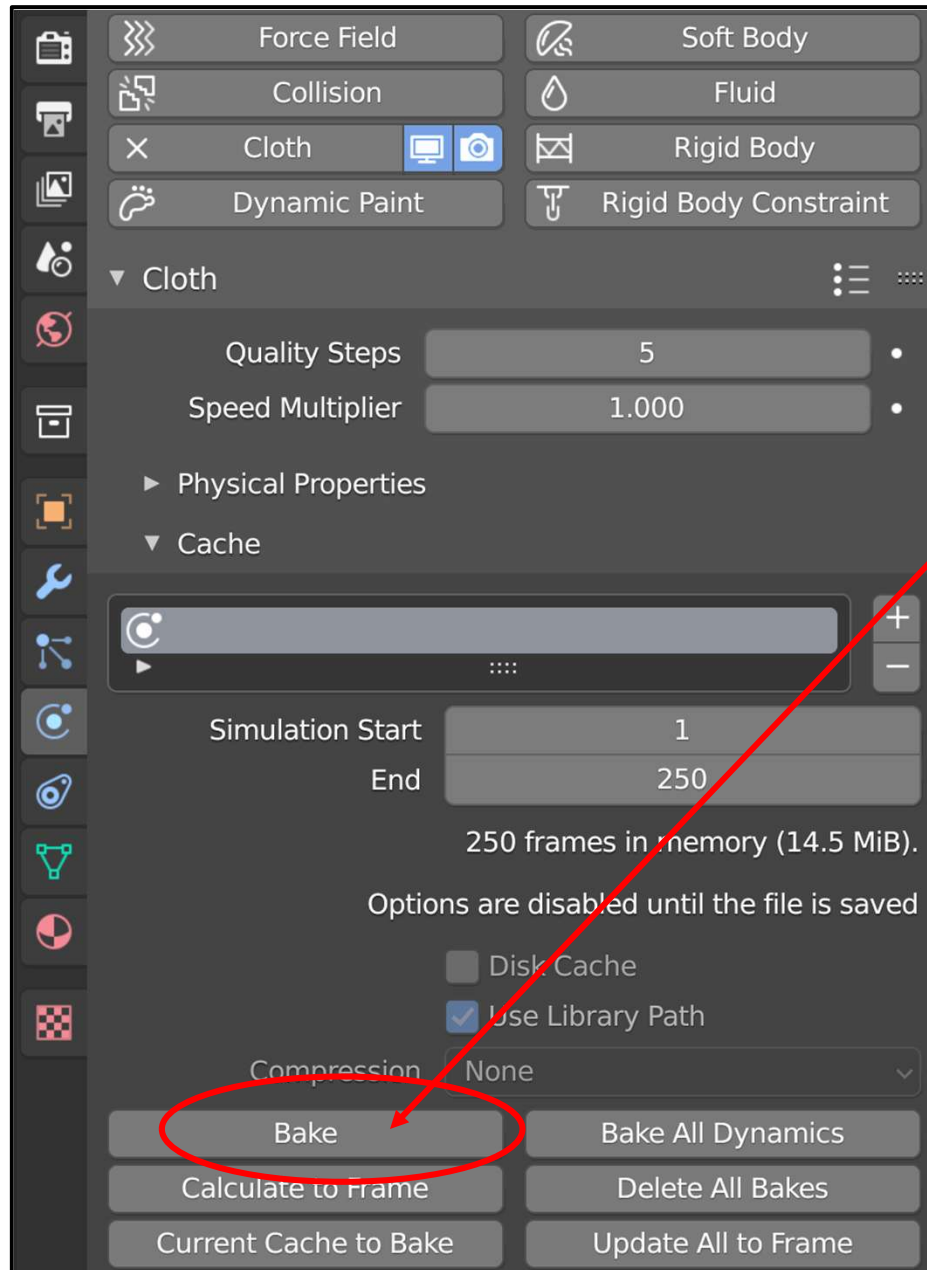 Force Field
Soft Body
Collision
Fluid
Cloth
Rigid Body
Dynamic Paint
Rigid Body Constraint
Cloth
Quality Steps 5
Speed Multiplier 1.000
Physical Properties
Cache
Simulation Start 1
End 250
250 frames in memory (14.5 MiB).
Options are disabled until the file is saved
Disk Cache
Use Library Path
Compression None
Bake
Bake All Dynamics
Calculate to Frame
Delete All Bakes
Current Cache to Bake
Update All to Frame